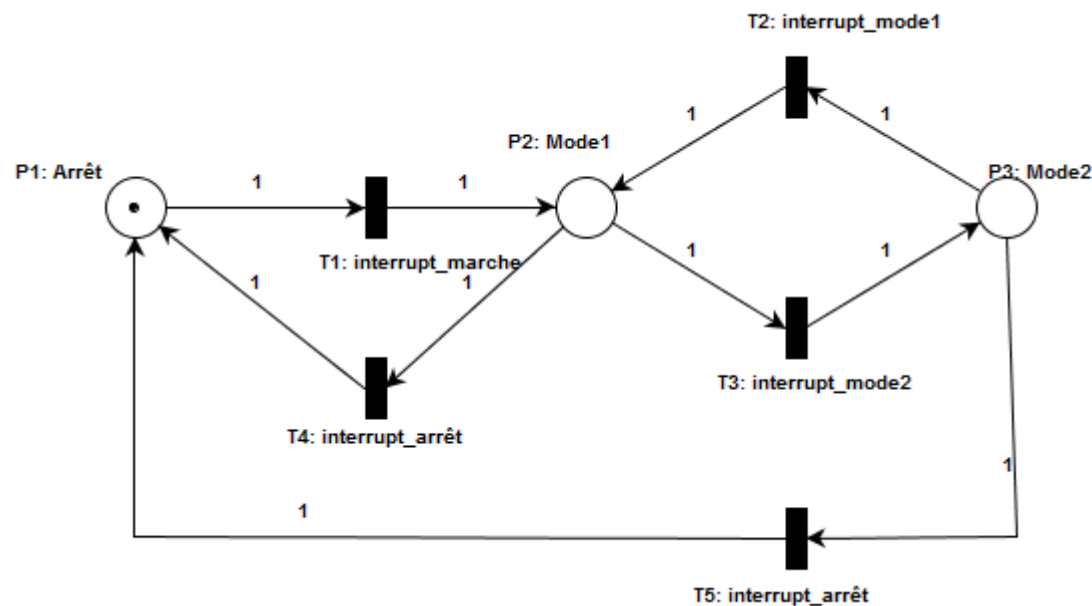 T2: interrupt_mode1
1
1
P2: Mode1
P1: Arrêt
P3: Mode2
1
1
1
1
T1: interrupt_marche
1
1
T3: interrupt_mode2
T4: interrupt_arrêt
1
1
T5: interrupt_arrêt